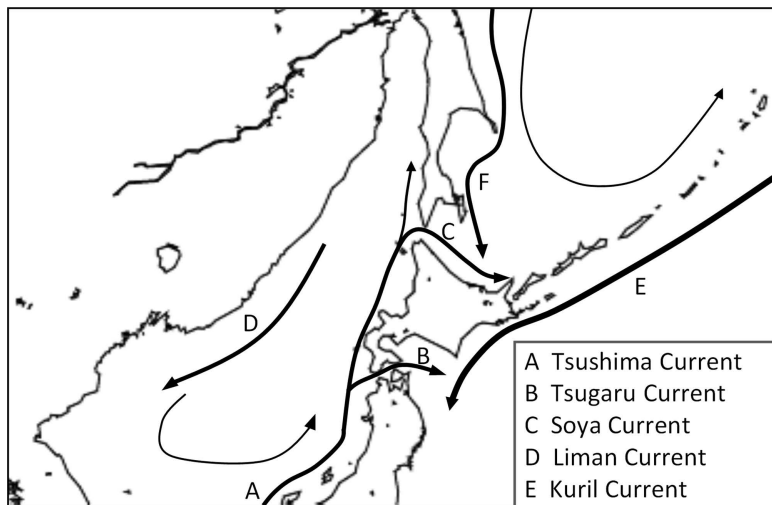 F
C
E
D
B
A
A Tsushima Current
B Tsugaru Current
C Soya Current
D Liman Current
E Kuril Current